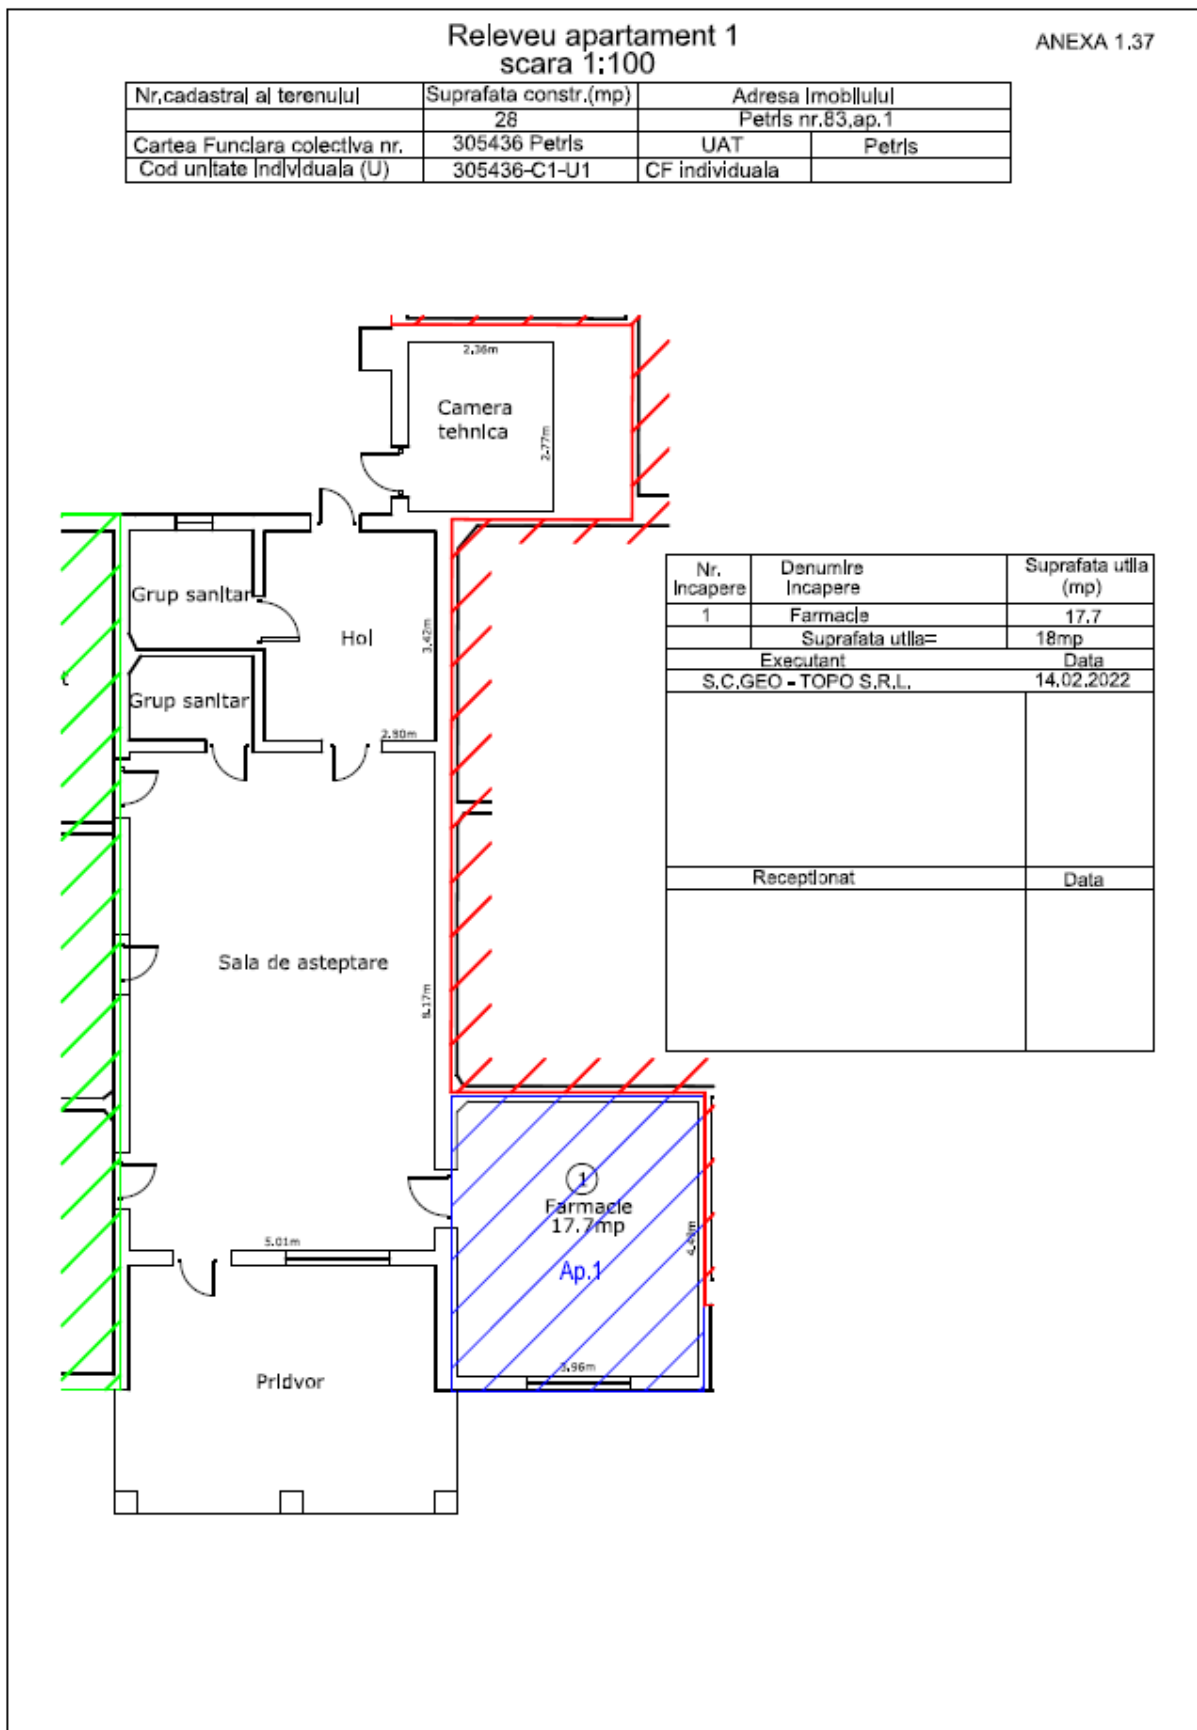 Releveu apartament 1
scara 1:100
ANEXA 1.37
Nr.cadastral al terenului Suprafata constr.(mp) Adresa Imobilului
28 Petris nr.83,ap.1
Cartea Funciara colectiva nr. 305436 Petris UAT Petris
Cod unitate individuala (U) 305436-C1-U1 CF individuala
2.36m
Camera
tehnica
2.77m
Grup sanitar
Hol
3.42m
Grup sanitar
2.90m
Nr. Incapere Denumire Incapere Suprafata utila (mp)
1 Farmacie 17.7
Suprafata utila= 18mp
Executant Data
S.C.GEO - TOPO S.R.L. 14.02.2022
Receptionat Data
Sala de asteptare
1
Farmacie
17.7mp
Ap.1
5.01m
3.96m
Pridvor